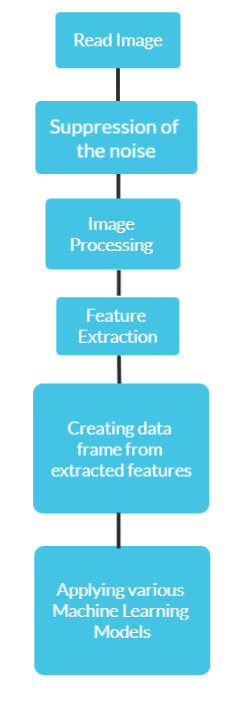 Read Image
Suppression of
the noise
Image
Processing
Feature
Extraction
Creating data
frame from
extracted features
Applying various
Machine Learning
Models